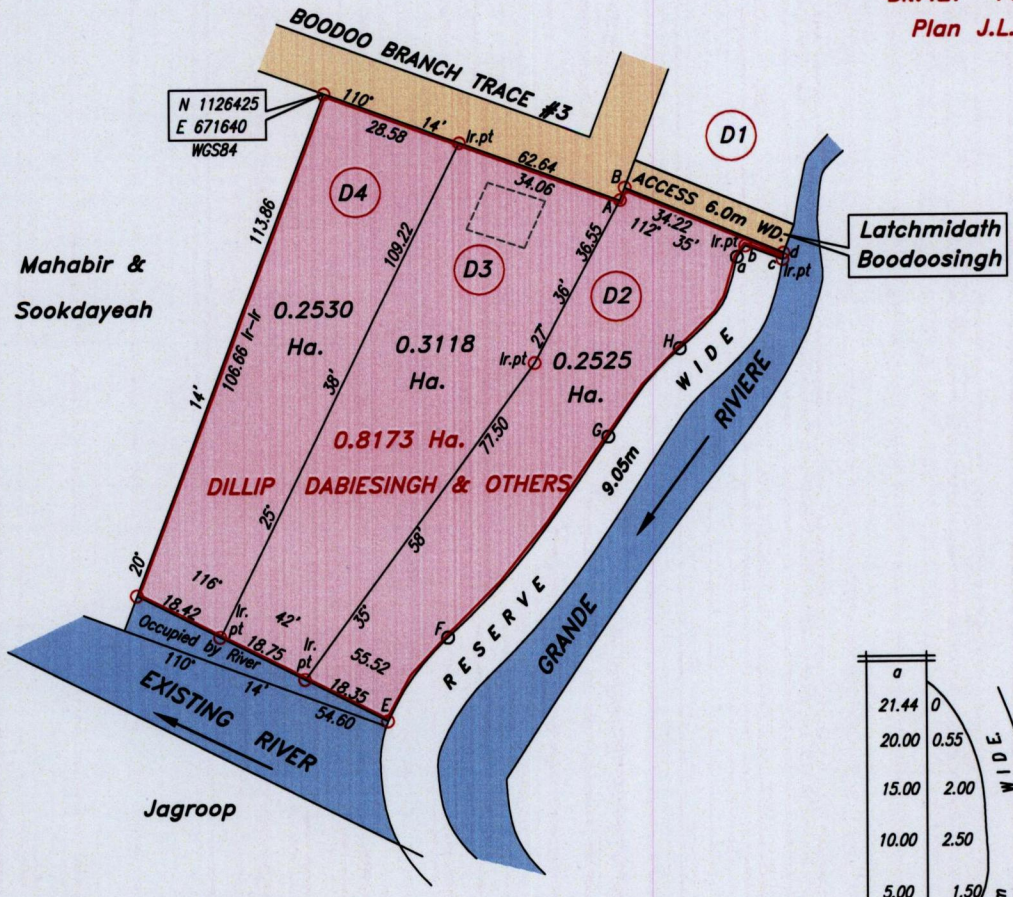 Plan J.L.
BOODOO BRANCH TRACE #3
N 1126425
E 671640
WGS84
110°
28.58
14'
Ir.pt
62.64
34.06
D1
D4
B
A
ACCESS 6.0m WD.
34.22
112° 35'
Ir.pt
a
b
c
d
Ir.pt
Latchmidath
Boodoosingh
Mahabir &
Sookdayeah
113.86
109.22
36.55
D3
D2
0.2530
Ha.
0.3118
Ha.
36°
27'
Ir.pt
0.2525
Ha.
H
G
F
E
14'
106.66 Ir-Ir
38'
0.8173 Ha.
77.50
DILLIP DABIESINGH & OTHERS
9.05m
WIDE
RESERVE
RIVIERE
GRANDE
25°
58'
35°
20°
116°
18.42
Ir.
pt
42'
18.75
Ir.
pt
55.52
18.35
Occupied by River
110°
14'
54.60
EXISTING RIVER
Jagroop
a
21.44 0
20.00 0.55
15.00 2.00
10.00 2.50
5.00 1.50
WIDE